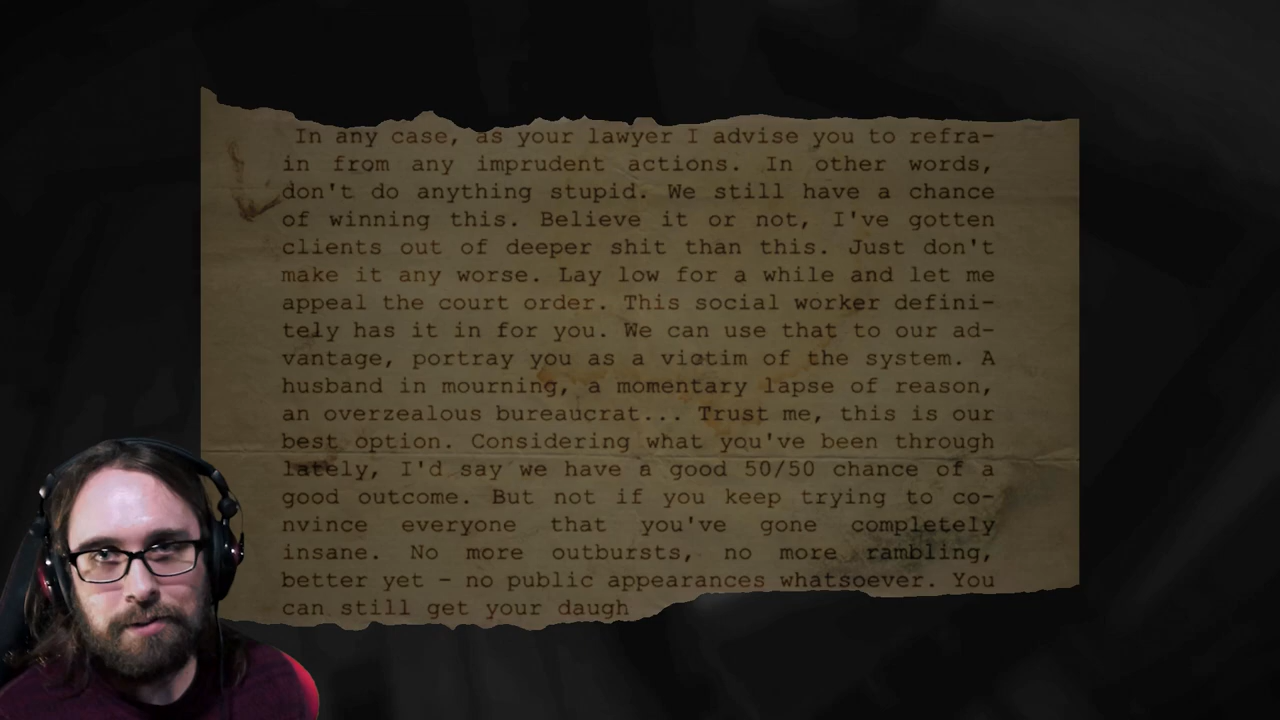 In any case, as your lawyer I advise you to refra-
in from any imprudent actions. In other words,
don't do anything stupid. We still have a chance
of winning this. Believe it or not, I've gotten
clients out of deeper shit than this. Just don't
make it any worse. Lay low for a while and let me
appeal the court order. This social worker defini-
tely has it in for you. We can use that to our ad-
vantage, portray you as a victim of the system. A
husband in mourning, a momentary lapse of reason,
an overzealous bureaucrat... Trust me, this is our
best option. Considering what you've been through
lately, I'd say we have a good 50/50 chance of a
good outcome. But not if you keep trying to co-
nvince everyone that you've gone completely
insane. No more outbursts, no more rambling,
better yet – no public appearances whatsoever. You
can still get your daugh